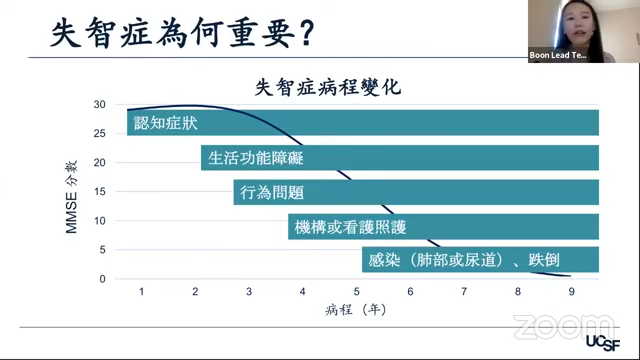 失智症為何重要？
Boon Lead Te...
失智症病程變化
MMSE 分數
30
25
20
15
10
5
0
認知症狀
生活功能障礙
行為問題
機構或看護照護
感染（肺部或尿道）、跌倒
1 2 3 4 5 6 7 8 9
病程（年）
zoom
UCSF